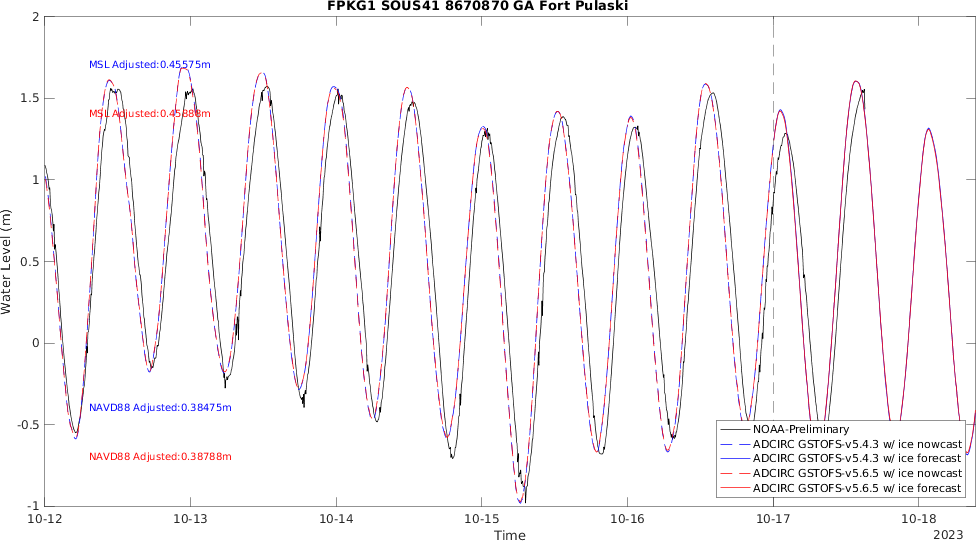 FPKG1 SOUS41 8670870 GA Fort Pulaski
2
1.5
1
0.5
0
-0.5
-1
Water Level (m)
MSL Adjusted:0.45575m
MSL Adjusted:0.45888m
NAVD88 Adjusted:0.38475m
NAVD88 Adjusted:0.38788m
NOAA-Preliminary
ADCIRC GSTOFS-v5.4.3 w/ ice nowcast
ADCIRC GSTOFS-v5.4.3 w/ ice forecast
ADCIRC GSTOFS-v5.6.5 w/ ice nowcast
ADCIRC GSTOFS-v5.6.5 w/ ice forecast
10-12 10-13 10-14 10-15 10-16 10-17 10-18
Time
2023